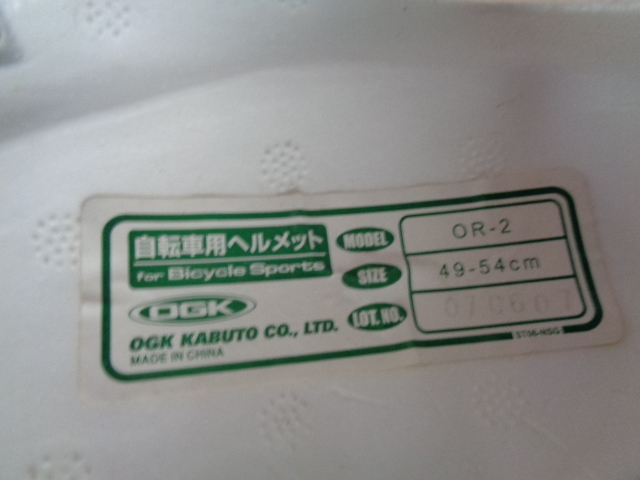 自転車用ヘルメット
for Bicycle Sports
OGK
OGK KABUTO CO., LTD.
MADE IN CHINA
MODEL OR-2
SIZE 49-54cm
LOT. NO.